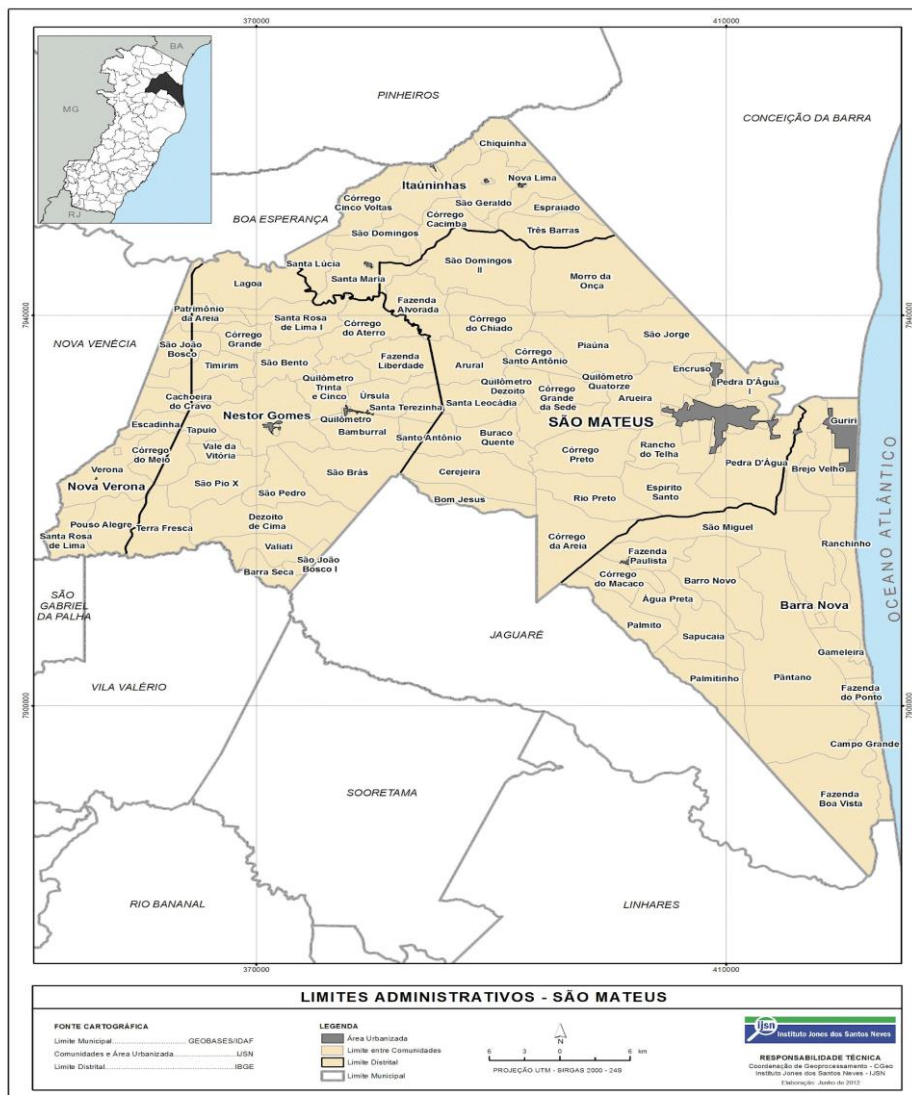 370000
410000
BA
MG
RJ
PINHEIROS
CONCEIÇÃO DA BARRA
BOA ESPERANÇA
Chiquinha
Itaúninhas
Nova Lima
Córrego
Cinco Voltas
São Geraldo
Córrego
Cacimba
Espraiado
São Domingos
Três Barras
Santa Lúcia
São Domingos
II
Santa Maria
Morro da
Onça
Lagoa
Fazenda
Alvorada
7940000
7940000
Patrimônio
da Areia
Santa Rosa
de Lima I
Córrego
do Aterro
Córrego
do Chiado
NOVA VENÉCIA
São João
Bosco
Córrego
Grande
São Jorge
Piaúna
Timirim
São Bento
Fazenda
Liberdade
Arural
Córrego
Santo Antônio
Encruso
Quilômetro
Trinta
e Cinco
Quilômetro
Dezoito
Quilômetro
Quatorze
Pedra D'Água
I
Cachoeira
do Cravo
Úrsula
Santa Leocádia
Córrego
Grande
da Sede
Arueira
Santa Terezinha
Nestor Gomes
Quilômetro
SÃO MATEUS
Guriri
Escadinha
Tapuio
Bamburral
Santo Antônio
Buraco
Quente
Vale da
Vitória
Córrego
do Meio
Córrego
Preto
Rancho
do Telha
Verona
São Brás
Cerejeira
Pedra D'Água
Brejo Velho
Nova Verona
São Pio X
São Pedro
Espírito
Santo
Bom Jesus
Rio Preto
Pouso Alegre
Terra Fresca
Dezoito
de Cima
São Miguel
Santa Rosa
de Lima
Valiati
Córrego
da Areia
Ranchinho
Barra Seca
São João
Bosco I
Fazenda
Paulista
Córrego
do Macaco
Barro Novo
OCEANO ATLÂNTICO
SÃO
GABRIEL
DA PALHA
Água Preta
Barra Nova
JAGUARÉ
Palmito
Sapucaia
Gameleira
VILA VALÉRIO
Palmitinho
Pântano
Fazenda
do Ponto
7900000
7900000
Campo Grande
SOORETAMA
Fazenda
Boa Vista
RIO BANANAL
LINHARES
370000
410000
LIMITES ADMINISTRATIVOS - SÃO MATEUS
FONTE CARTOGRÁFICA
Limite Municipal GEOBASES/IDAF
Comunidades e Área Urbanizada IJSN
Limite Distrital IBGE
LEGENDA
Área Urbanizada
Limite entre Comunidades
Limite Distrital
Limite Municipal
N
6 3 0 6 km
PROJEÇÃO UTM - SIRGAS 2000 - 24S
ijsn
Instituto Jones dos Santos Neves
RESPONSABILIDADE TÉCNICA
Coordenação de Geoprocessamento - CGeo
Instituto Jones dos Santos Neves - IJSN
Elaboração: Junho de 2012